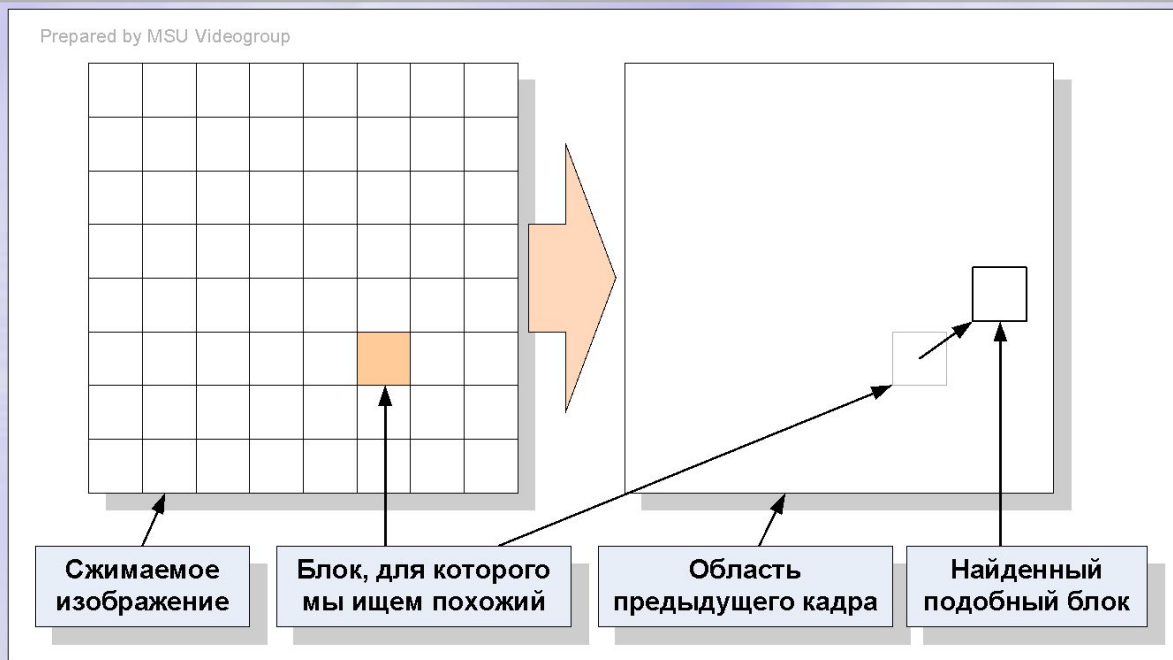 Prepared by MSU Videogroup
Сжимаемое
изображение
Блок, для которого
мы ищем похожий
Область
предыдущего кадра
Найденный
подобный блок